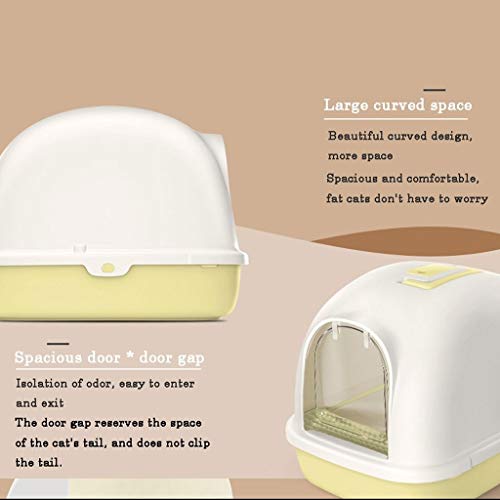 Large curved space
Beautiful curved design,
more space
Spacious and comfortable,
fat cats don't have to worry
Spacious door * door gap
Isolation of odor, easy to enter
and exit
The door gap reserves the space
of the cat's tail, and does not clip
the tail.